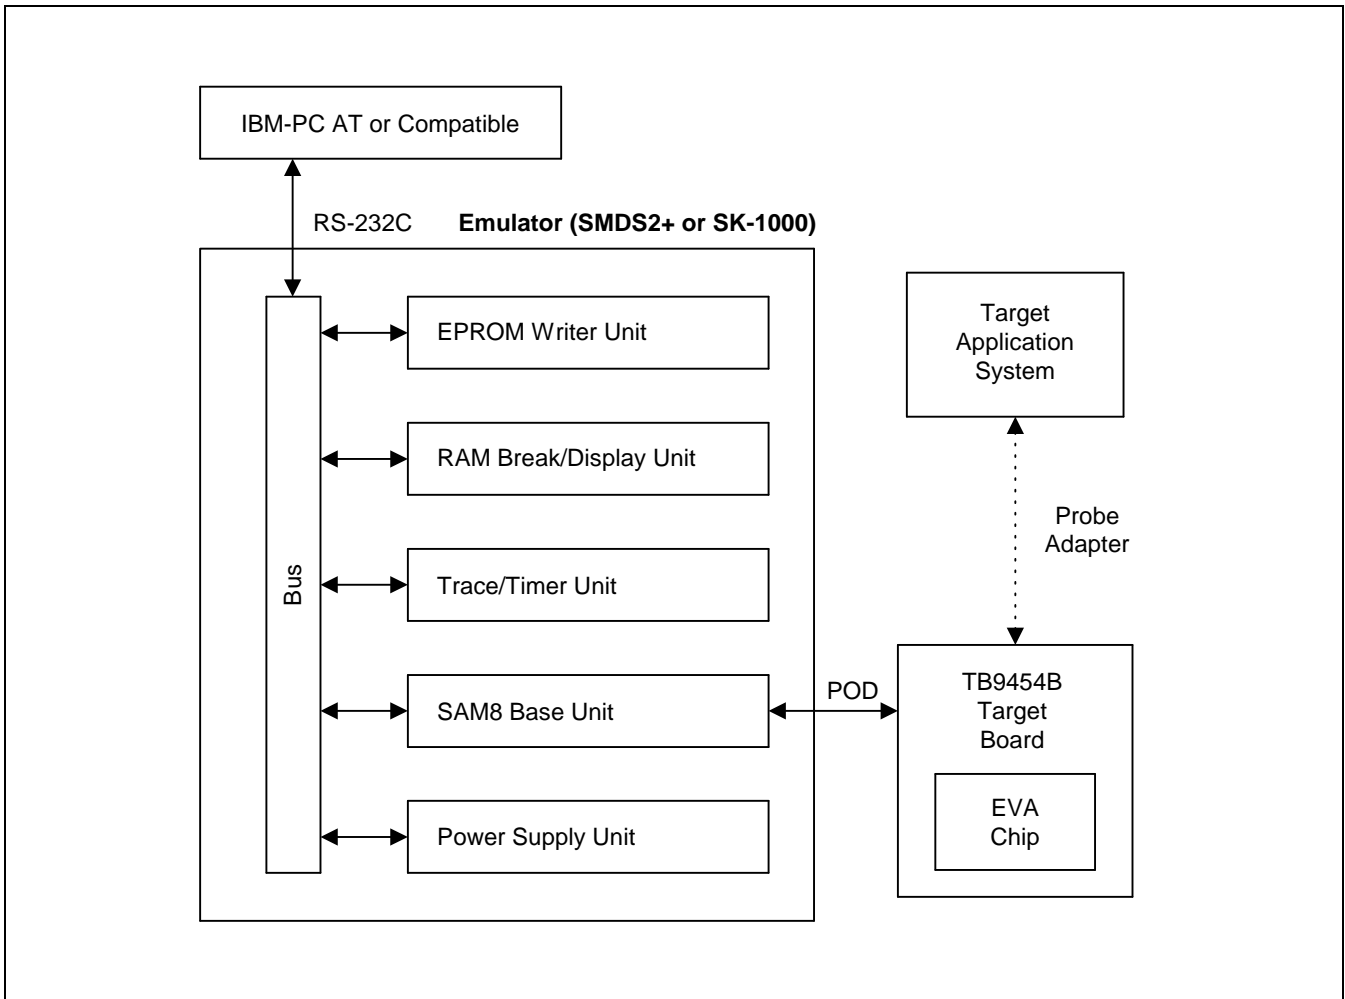 IBM-PC AT or Compatible
RS-232C
Emulator (SMDS2+ or SK-1000)
Bus
EPROM Writer Unit
RAM Break/Display Unit
Trace/Timer Unit
SAM8 Base Unit
Power Supply Unit
POD
Target
Application
System
Probe
Adapter
TB9454B
Target
Board
EVA
Chip